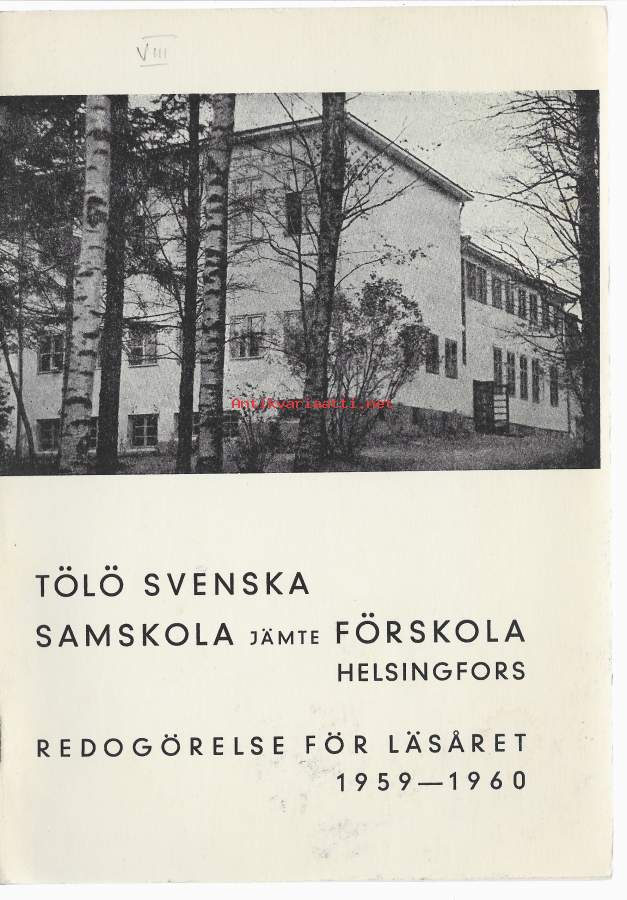 VIII
Antikvariaatti.net
TÖLÖ SVENSKA
SAMSKOLA JÄMTE FÖRSKOLA
HELSINGFORS
REDOGÖRELSE FÖR LÄSÅRET
1959—1960